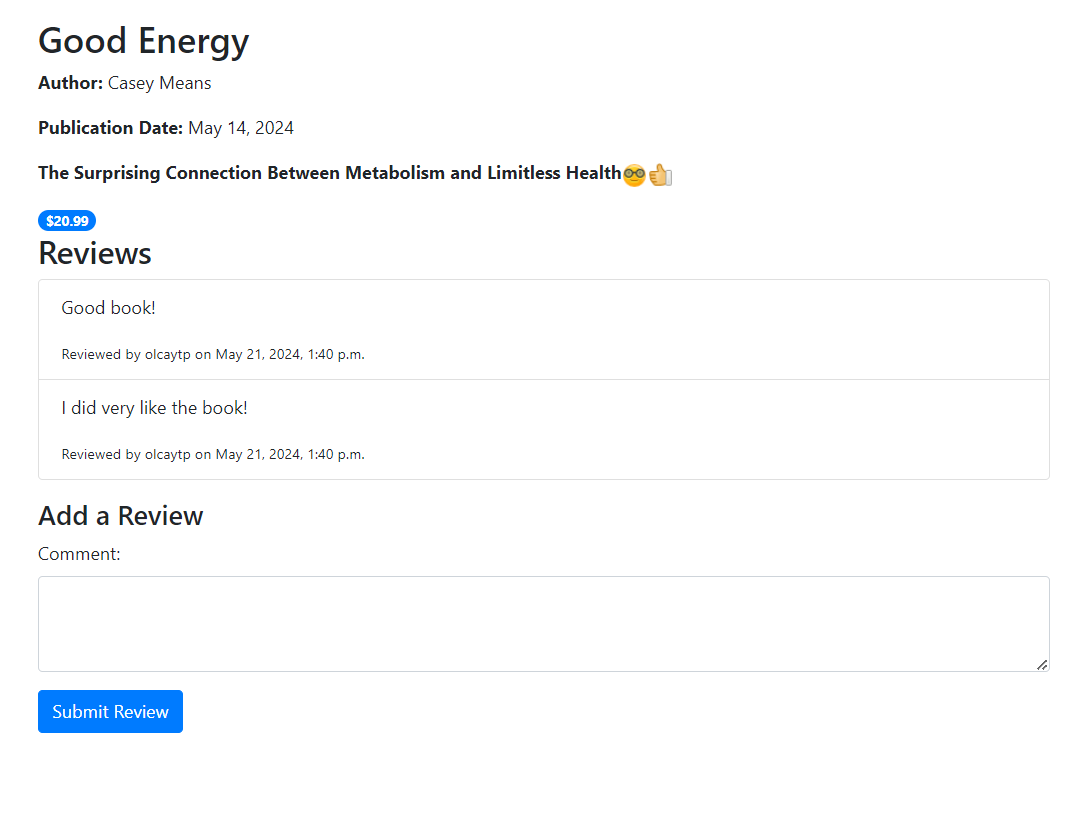 Good Energy
Author: Casey Means
Publication Date: May 14, 2024
The Surprising Connection Between Metabolism and Limitless Health🤓👍
$20.99
Reviews
Good book!
Reviewed by olcaytp on May 21, 2024, 1:40 p.m.
I did very like the book!
Reviewed by olcaytp on May 21, 2024, 1:40 p.m.
Add a Review
Comment:
Submit Review